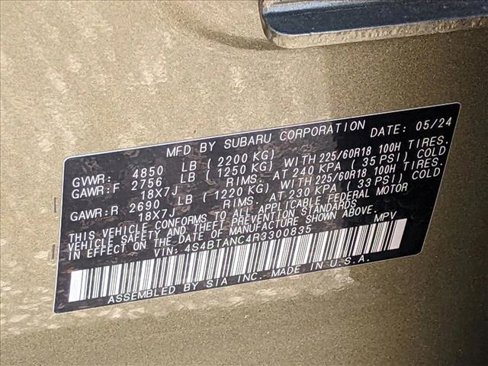 MFD BY SUBARU CORPORATION DATE: 05/24
GVWR: 4850 LB (2200 KG)
GAWR:F 2756 LB (1250 KG) WITH 225/60R18 100H TIRES.
18X7J RIMS. AT 240 KPA (35 PSI) COLD
GAWR:R 2690 LB (1220 KG) WITH 225/60R18 100H TIRES.
18X7J RIMS. AT 230 KPA (33 PSI) COLD
THIS VEHICLE CONFORMS TO ALL APPLICABLE FEDERAL MOTOR
VEHICLE SAFETY AND THEFT PREVENTION STANDARDS
IN EFFECT ON THE DATE OF MANUFACTURE SHOWN ABOVE.
VIN: 4S4BTANC4R3300835 MPV
ASSEMBLED BY SIA INC. MADE IN U.S.A.